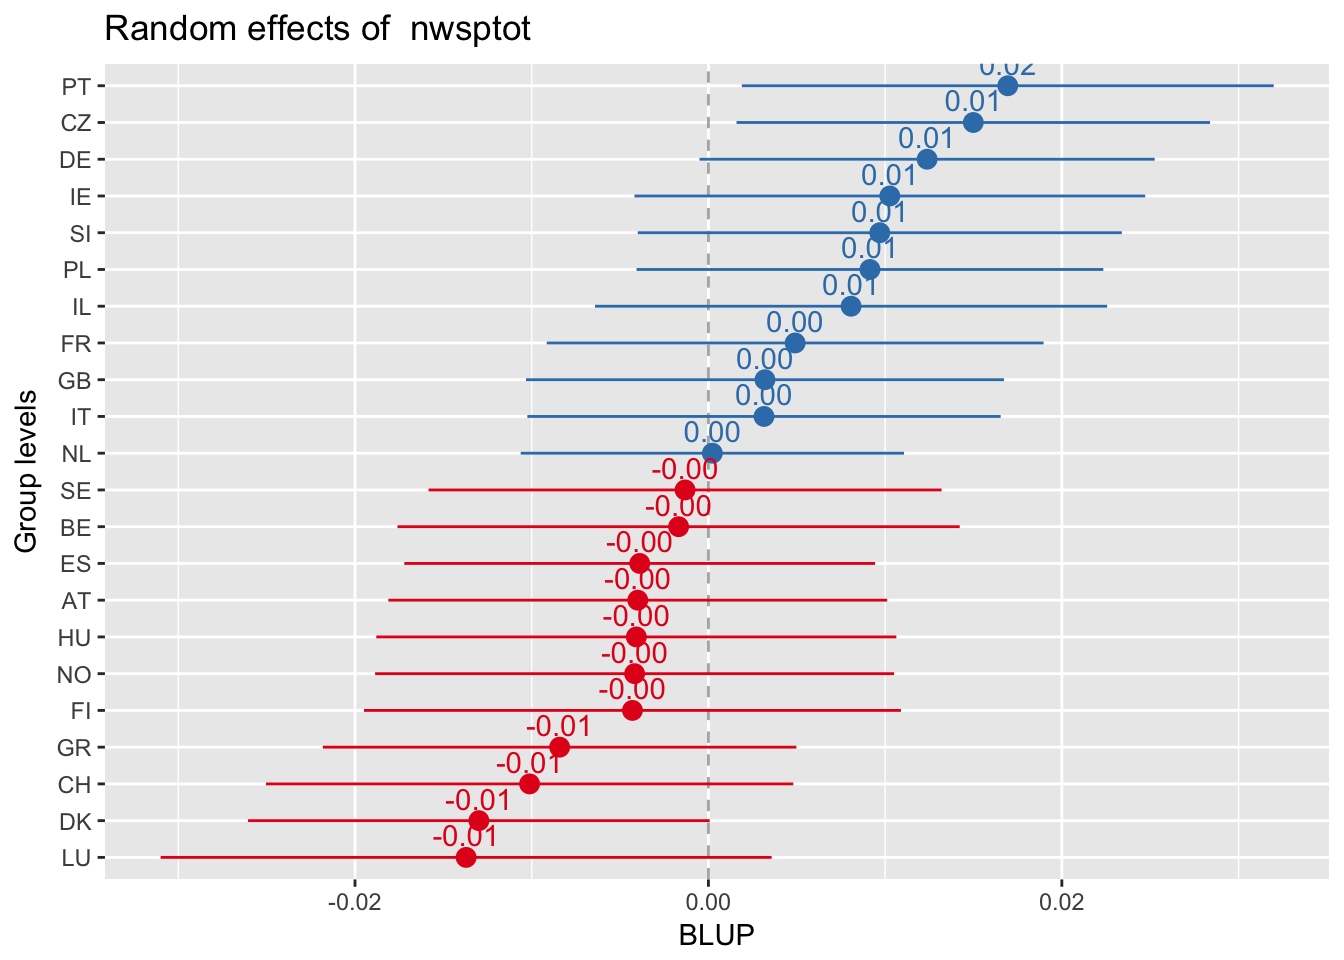 Random effects of  nwsptot
Group levels
PT 0.02
CZ 0.01
DE 0.01
IE 0.01
SI 0.01
PL 0.01
IL 0.01
FR 0.00
GB 0.00
IT 0.00
NL 0.00
SE -0.00
BE -0.00
ES -0.00
AT -0.00
HU -0.00
NO -0.00
FI -0.00
GR -0.01
CH -0.01
DK -0.01
LU -0.01
-0.02 0.00 0.02
BLUP